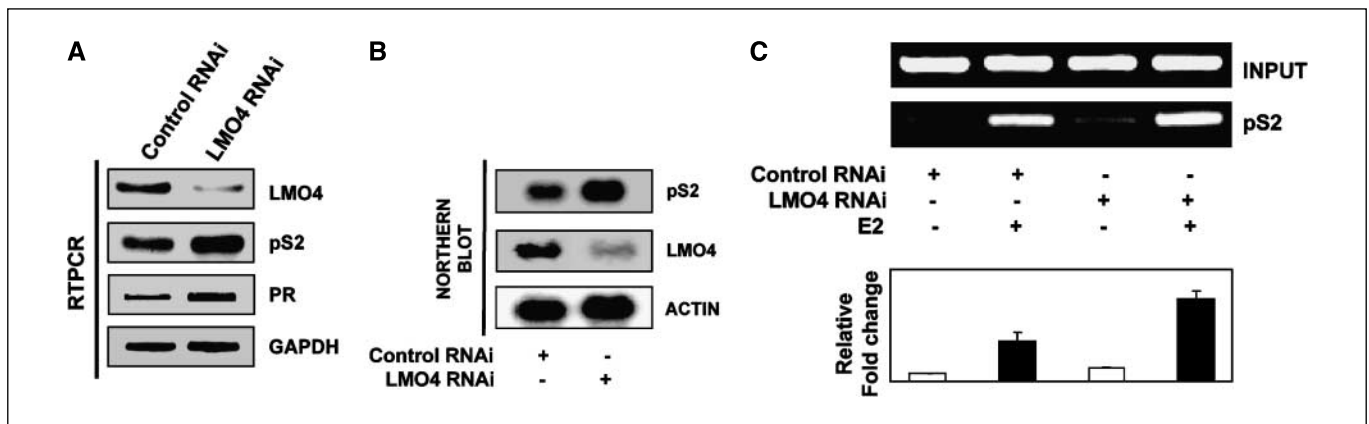 A
Control RNAi
LMO4 RNAi
RTPCR
LMO4
pS2
PR
GAPDH
B
NORTHERN
BLOT
pS2
LMO4
ACTIN
Control RNAi + -
LMO4 RNAi - +
C
INPUT
pS2
Control RNAi + + - -
LMO4 RNAi - - + +
E2 - + - +
Relative
Fold change